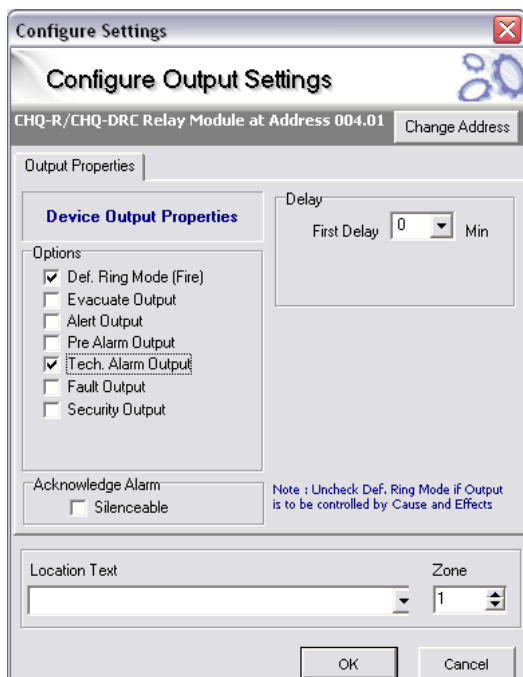 Configure Settings
Configure Output Settings
CHQ-R/CHQ-DRC Relay Module at Address 004.01
Change Address
Output Properties
Device Output Properties
Options
Def. Ring Mode (Fire)
Evacuate Output
Alert Output
Pre Alarm Output
Tech. Alarm Output
Fault Output
Security Output
Delay
First Delay 0 Min
Acknowledge Alarm
Silenceable
Note : Uncheck Def. Ring Mode if Output
is to be controlled by Cause and Effects
Location Text
Zone
1
OK
Cancel